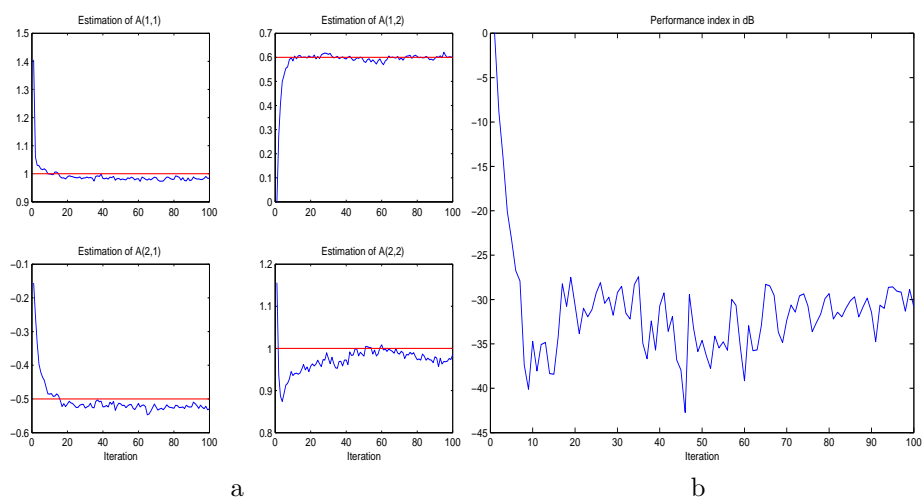 Estimation of A(1,1)
1.5
1.4
1.3
1.2
1.1
1
0.9
0 20 40 60 80 100
Estimation of A(1,2)
0.7
0.6
0.5
0.4
0.3
0.2
0.1
0
0 20 40 60 80 100
Estimation of A(2,1)
−0.1
−0.2
−0.3
−0.4
−0.5
−0.6
0 20 40 60 80 100
Iteration
Estimation of A(2,2)
1.2
1.1
1
0.9
0.8
0 20 40 60 80 100
Iteration
a
Performance index in dB
0
−5
−10
−15
−20
−25
−30
−35
−40
−45
0 10 20 30 40 50 60 70 80 90 100
Iteration
b